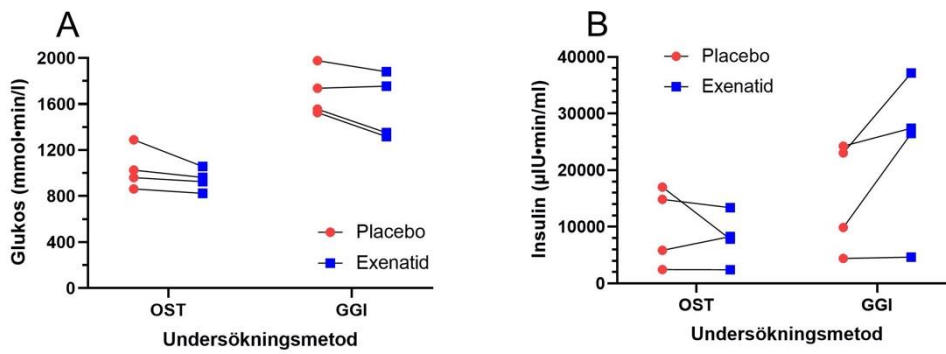 A
Glukos (mmol•min/l)
2000
1600
1200
800
400
0
Placebo
Exenatid
OST
GGI
Undersökningsmetod
B
Insulin (µIU•min/ml)
40000
30000
20000
10000
0
Placebo
Exenatid
OST
GGI
Undersökningsmetod